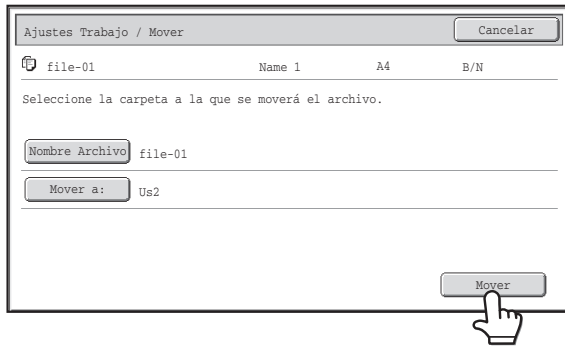 Ajustes Trabajo / Mover Cancelar
file-01 Name 1 A4 B/N
Seleccione la carpeta a la que se moverá el archivo.
Nombre Archivo file-01
Mover a: Us2
Mover